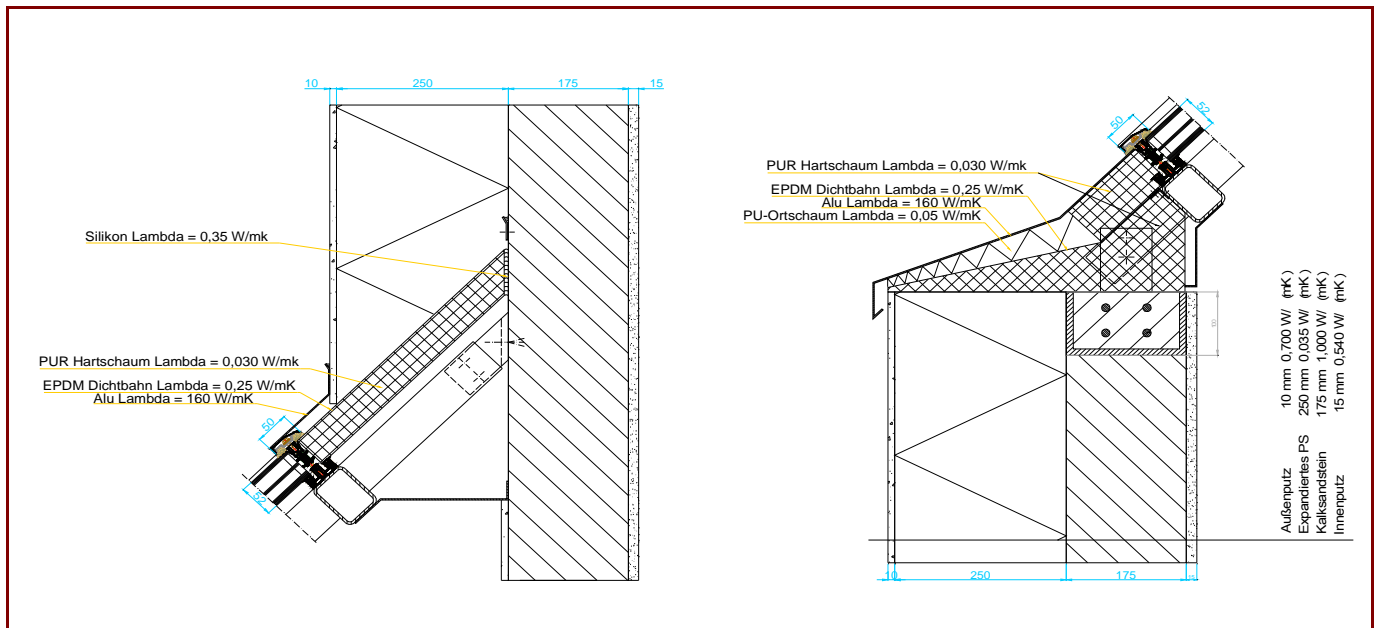 10 250 175 15
Silikon Lambda = 0,35 W/mk
PUR Hartschaum Lambda = 0,030 W/mk
EPDM Dichtbahn Lambda = 0,25 W/mK
Alu Lambda = 160 W/mK
50
52
52
50
PUR Hartschaum Lambda = 0,030 W/mk
EPDM Dichtbahn Lambda = 0,25 W/mK
Alu Lambda = 160 W/mK
PU-Ortschaum Lambda = 0,05 W/mK
10 250 175
Außenputz 10 mm 0,700 W/ (mK)
Expandiertes PS 250 mm 0,035 W/ (mK)
Kalksandstein 175 mm 1,000 W/ (mK)
Innenputz 15 mm 0,540 W/ (mK)